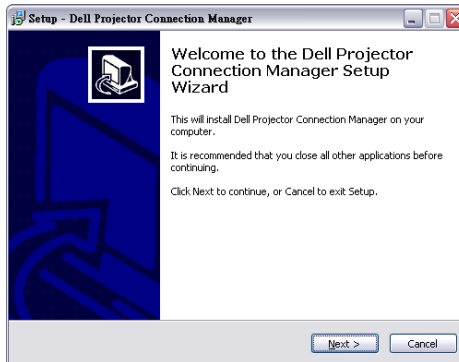 Setup - Dell Projector Connection Manager
Welcome to the Dell Projector
Connection Manager Setup
Wizard
This will install Dell Projector Connection Manager on your
computer.
It is recommended that you close all other applications before
continuing.
Click Next to continue, or Cancel to exit Setup.
Next >
Cancel